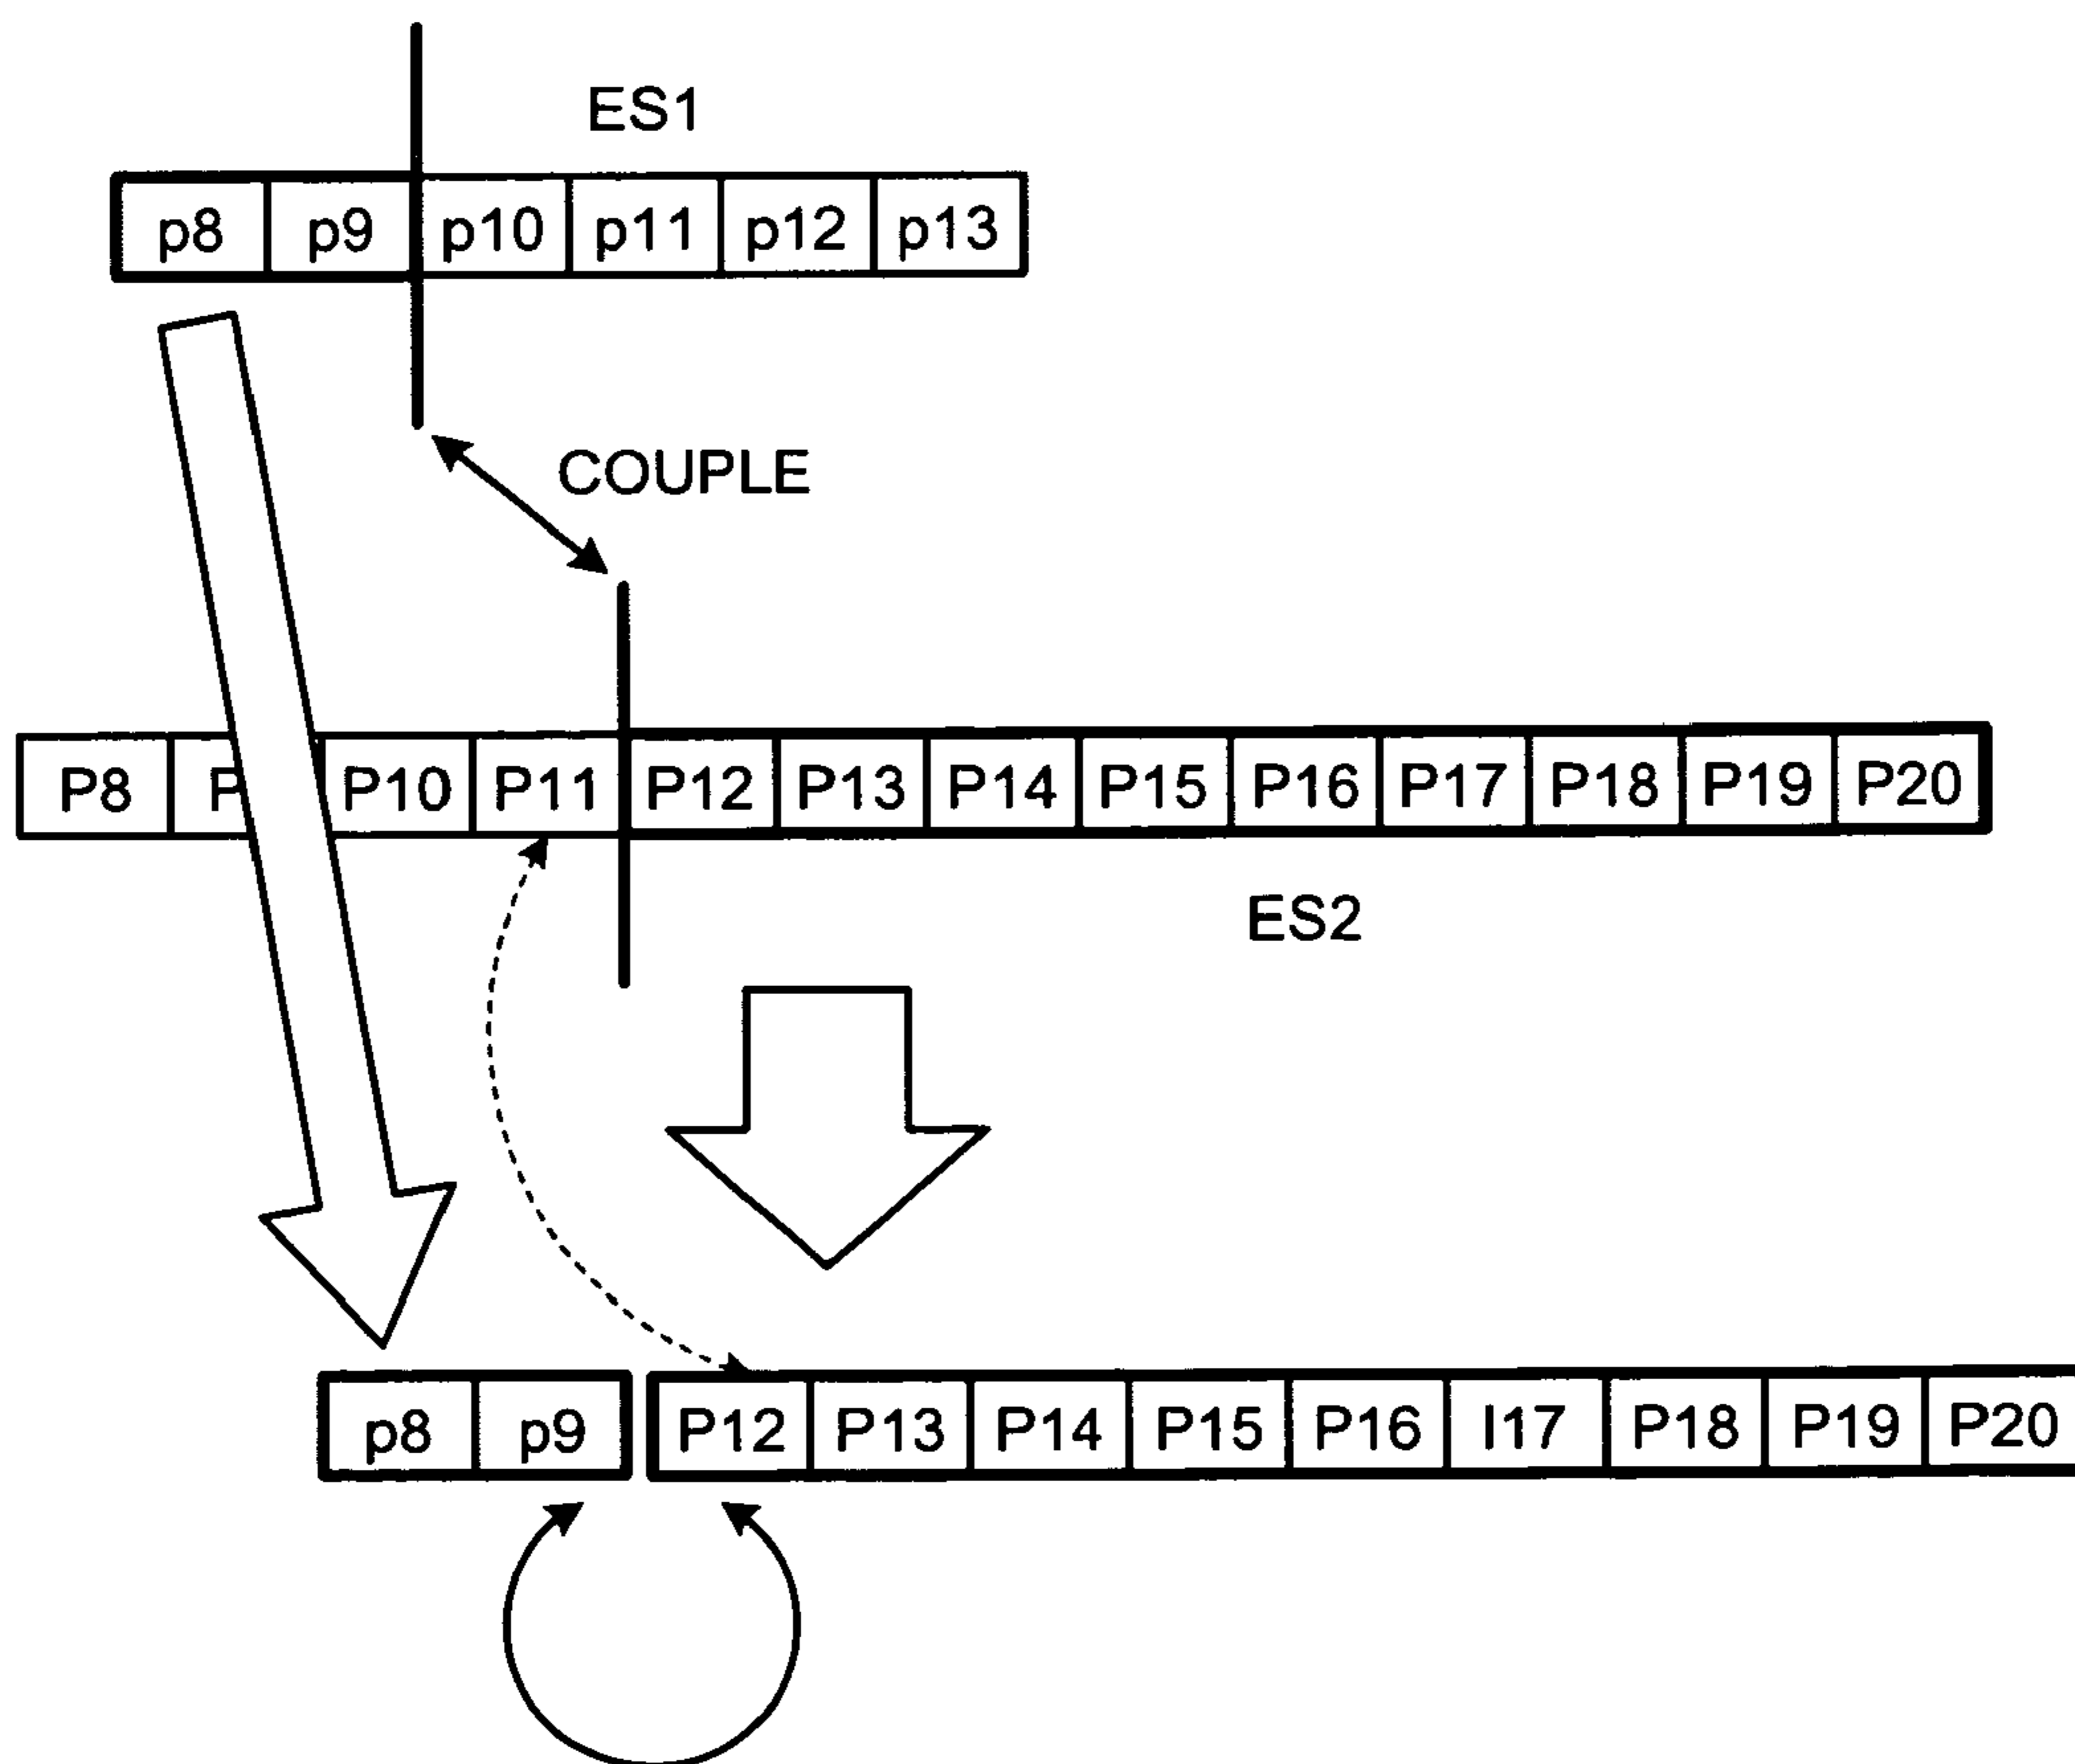 ES1
p8 p9 p10 p11 p12 p13
COUPLE
P8 P P10 P11 P12 P13 P14 P15 P16 P17 P18 P19 P20
ES2
p8 p9 P12 P13 P14 P15 P16 I17 P18 P19 P20